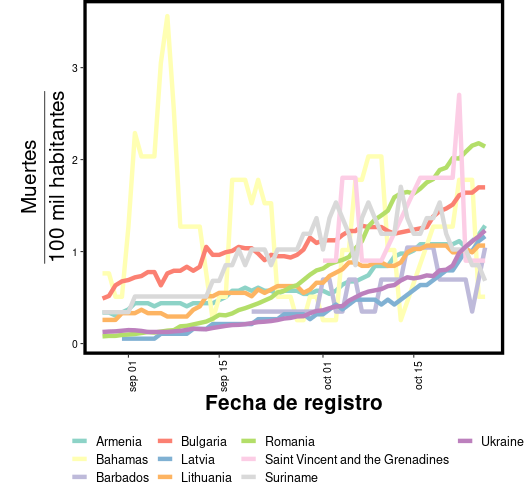 Muertes
100 mil habitantes
3
2
1
0
sep 01
sep 15
oct 01
oct 15
Fecha de registro
Armenia
Bulgaria
Romania
Ukraine
Bahamas
Latvia
Saint Vincent and the Grenadines
Barbados
Lithuania
Suriname